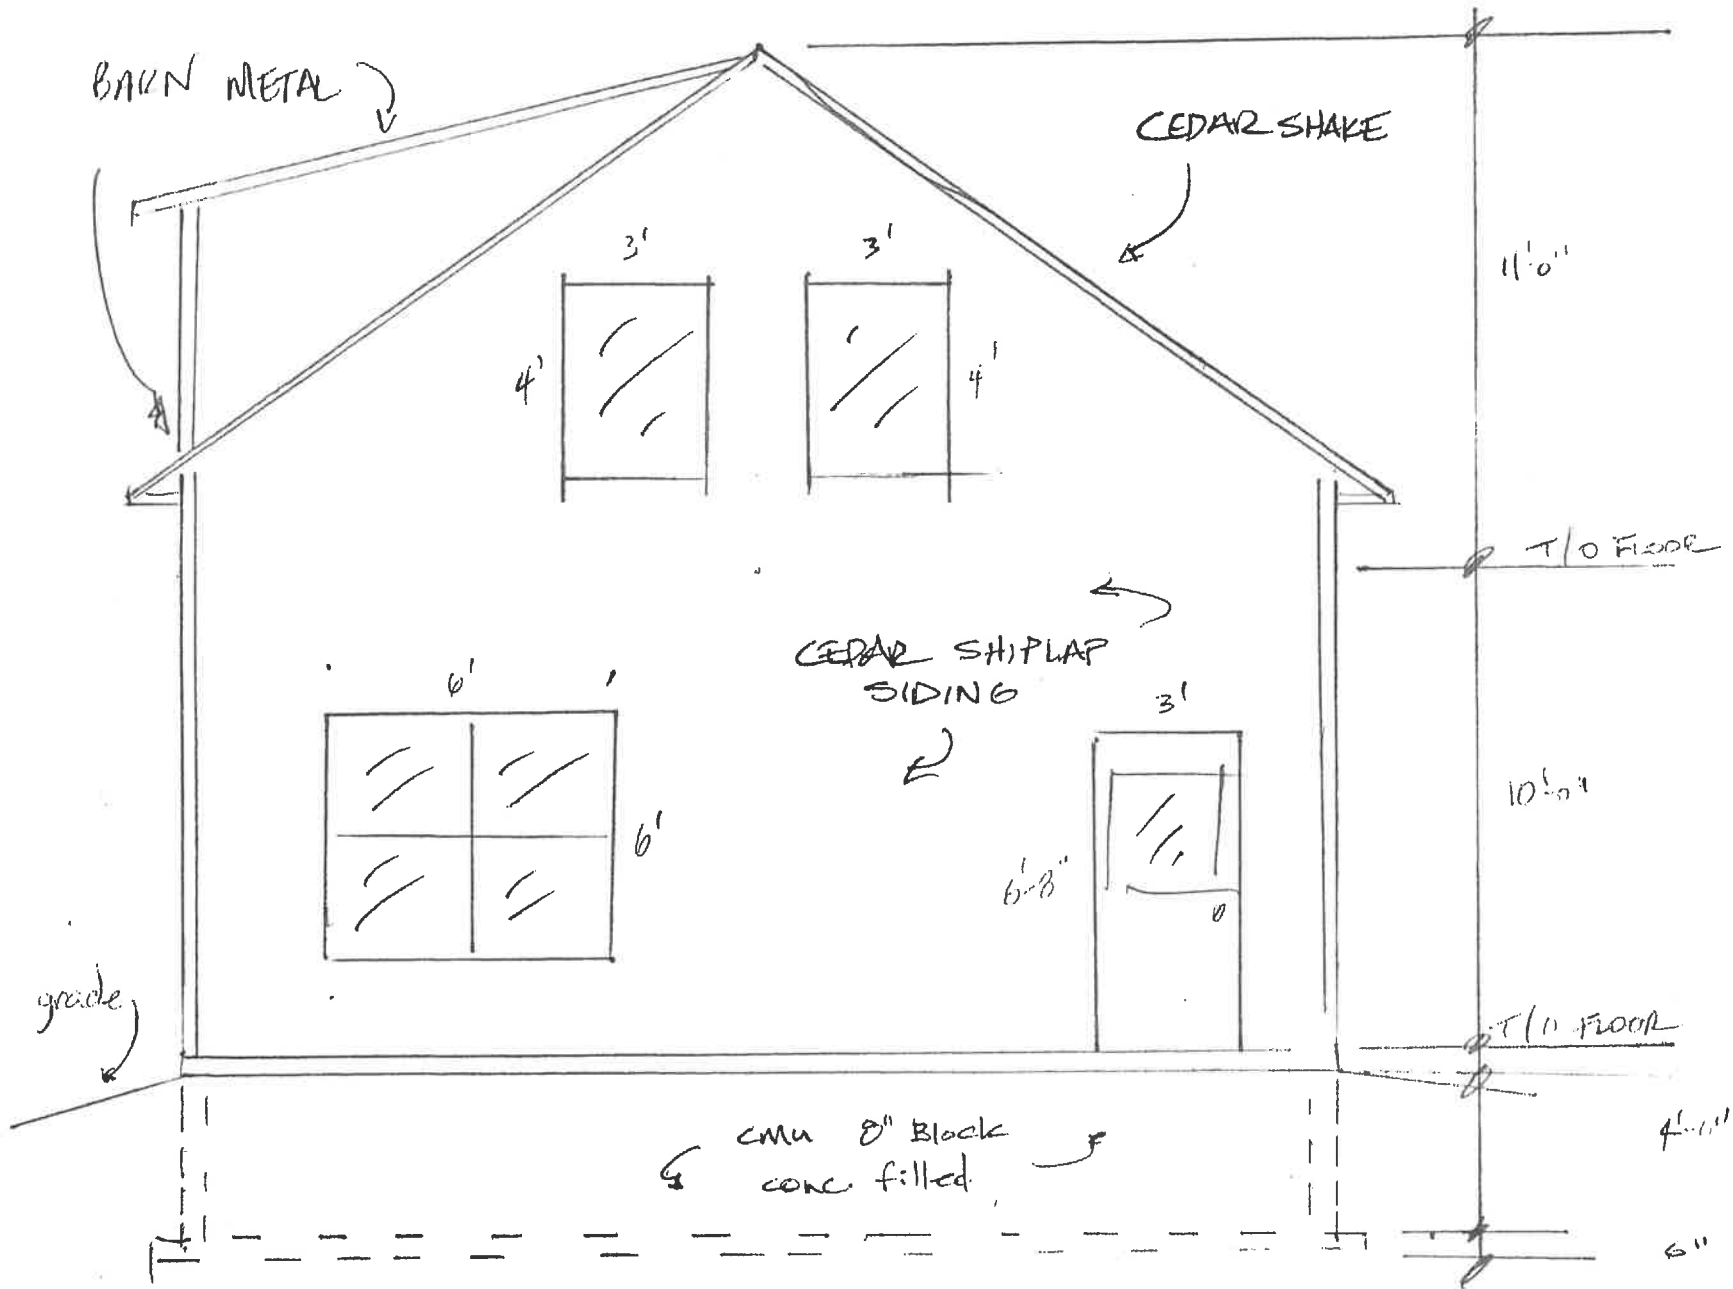 BARN METAL
CEDAR SHAKE
3'
3'
11'-0"
4'
4'
T/O FLOOR
CEDAR SHIPLAP
SIDING
6'
3'
10'-0"
6'
6'-8"
grade
T/O FLOOR
CMU 8" Block
conc. filled
4'-0"
6"